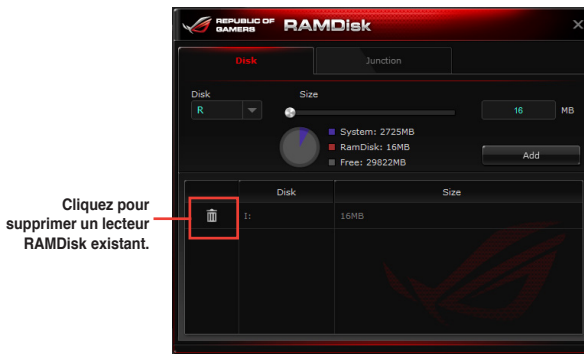 REPUBLIC OF
GAMERS
RAMDisk
Disk
Junction
Disk
Size
R
16
MB
System: 2725MB
RamDisk: 16MB
Free: 29822MB
Add
Disk
Size
I:
16MB
Cliquez pour
supprimer un lecteur
RAMDisk existant.